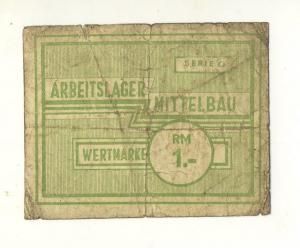 SERIE
ARBEITSLAGER
MITTELBAU
WERTMARKE
RM
1.-